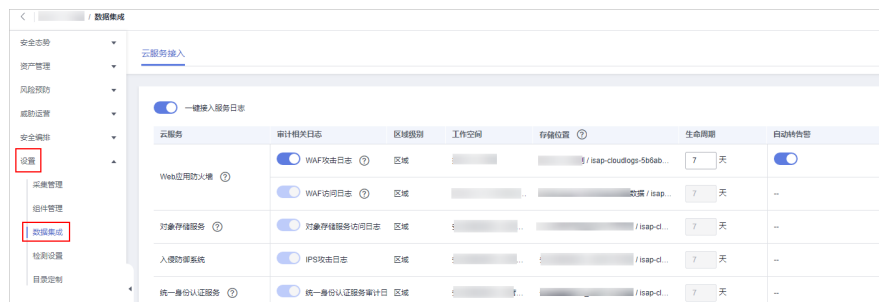 / 数据集成
安全态势
资产管理
风险预防
威胁运营
安全编排
设置
采集管理
组件管理
数据集成
检测设置
目录定制
云服务接入
一键接入服务日志
云服务 审计相关日志 区域级别 工作空间 存储位置 ? 生命周期 自动转告警
Web应用防火墙 ?
WAF攻击日志 ? 区域 / isap-cloudlogs-5b6ab... 7 天
WAF访问日志 ? 区域 ... 数据 / isap... 7 天 --
对象存储服务 ? 对象存储服务访问日志 区域 ... / isap-cl... 7 天 --
入侵防御系统 IPS攻击日志 区域 ... / isap-cl... 7 天 --
统一身份认证服务 ? 统一身份认证服务审计日 区域 ... / isap-cl... 7 天 --